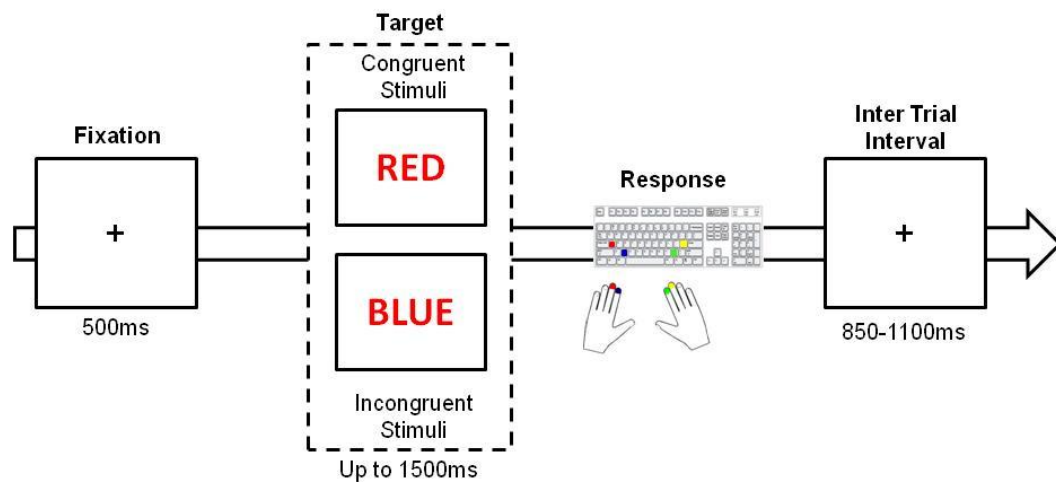 Target
Congruent
Stimuli
Fixation
+
500ms
RED
BLUE
Incongruent
Stimuli
Up to 1500ms
Response
Inter Trial
Interval
+
850-1100ms